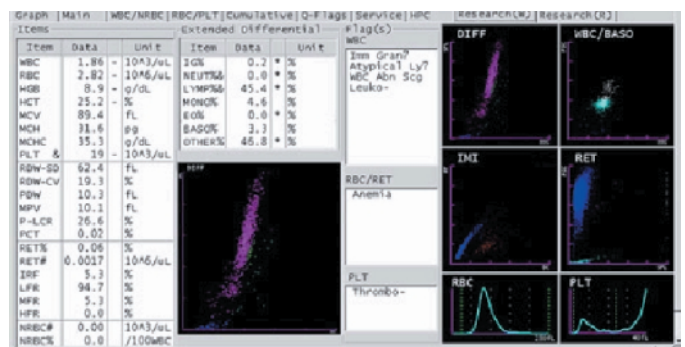 Graph Main WBC/NRBC RBC/PLT Cumulative Q-Flags Service HPC Research(W) Research(R)
Items
Item Data Unit
WBC 1.86 - 10^3/uL
RBC 2.82 - 10^6/uL
HGB 8.9 - g/dL
HCT 25.2 - %
MCV 89.4 fL
MCH 31.6 pg
MCHC 35.3 g/dL
PLT & 19 - 10^3/uL
RDW-SD 62.4 fL
RDW-CV 19.3 %
PDW 10.3 fL
MPV 10.1 fL
P-LCR 26.6 %
PCT 0.02 %
RET% 0.06 %
RET# 0.0017 10^6/uL
IRF 5.3 %
LFR 94.7 %
MFR 5.3 %
HFR 0.0 %
NRBC# 0.00 10^3/uL
NRBC% 0.0 /100WBC
Extended Differential
Item Data Unit
IG% 0.2 * %
NEUT%& 0.0 * %
LYMP%& 45.4 * %
MONO% 4.6 %
EO% 0.0 * %
BASO% 3.3 %
OTHER% 46.8 * %
DIFF
Flag(s)
WBC
Imm Gran?
Atypical Ly?
WBC Abn Scg
Leuko-
RBC/RET
Anemia
PLT
Thrombo-
DIFF
WBC/BASO
IMI
RET
RBC
250fL
PLT
40fL